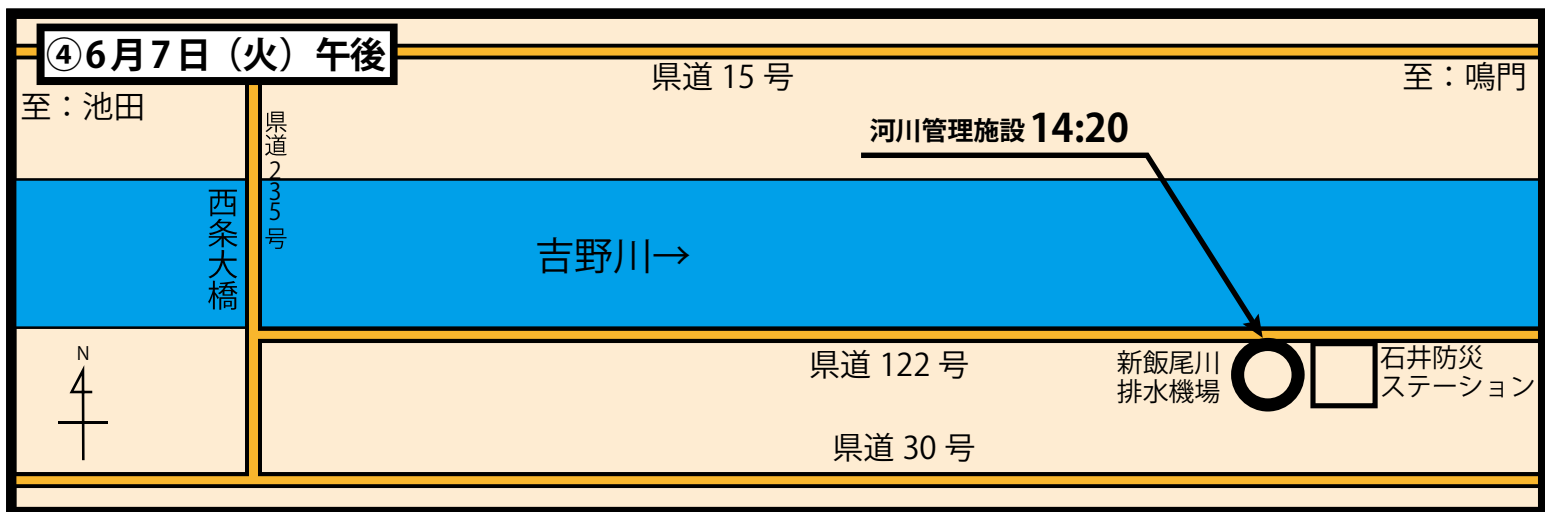 ④6月7日（火）午後
県道 15 号
至：鳴門
至：池田
県道235号
河川管理施設 14:20
西条大橋
吉野川→
N
県道 122 号
新飯尾川
排水機場
石井防災
ステーション
県道 30 号